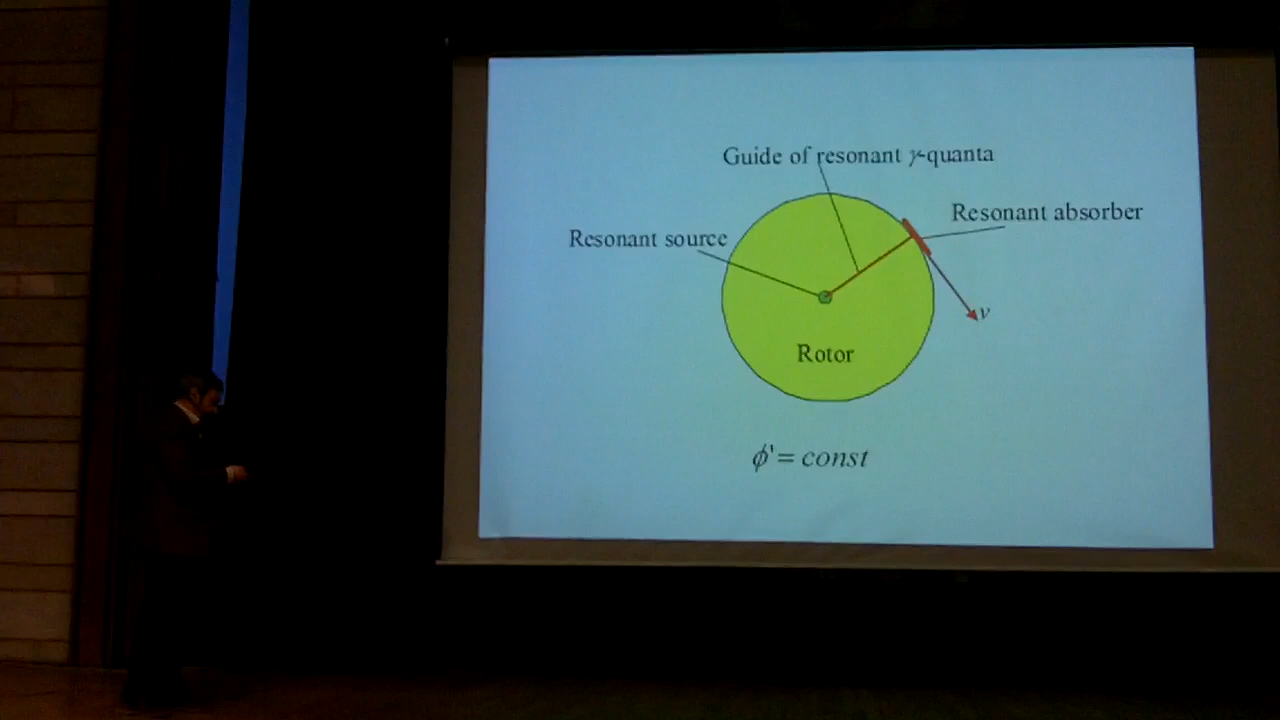 Guide of resonant γ-quanta
Resonant absorber
Resonant source
v
Rotor
ϕ'= const